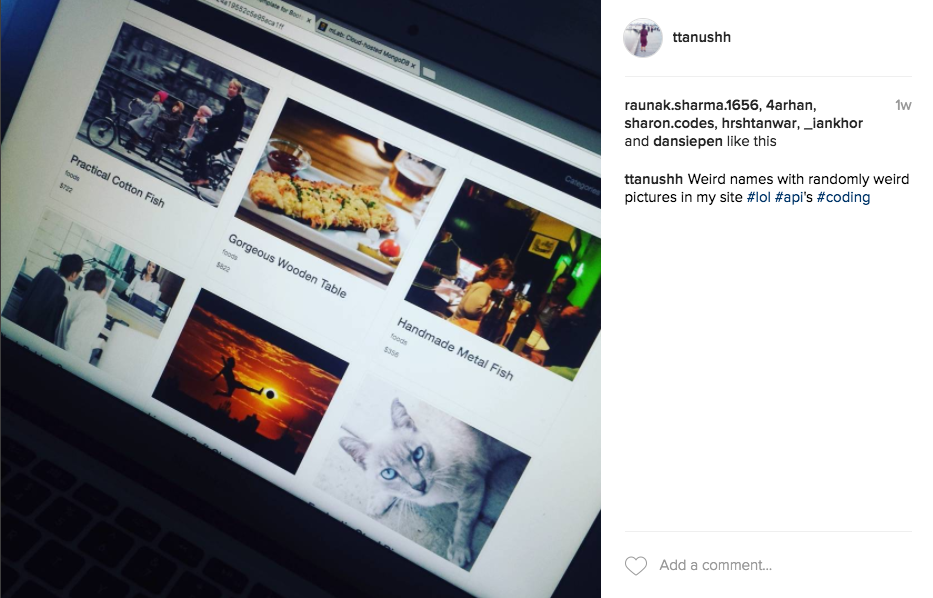 mLab: Cloud-hosted MongoDB
Categories
Practical Cotton Fish
foods
$722
Gorgeous Wooden Table
foods
$822
Handmade Metal Fish
foods
$356
ttanushh
raunak.sharma.1656, 4arhan, 1w
sharon.codes, hrshtanwar, _iankhor
and dansiepen like this
ttanushh Weird names with randomly weird
pictures in my site #lol #api's #coding
Add a comment...